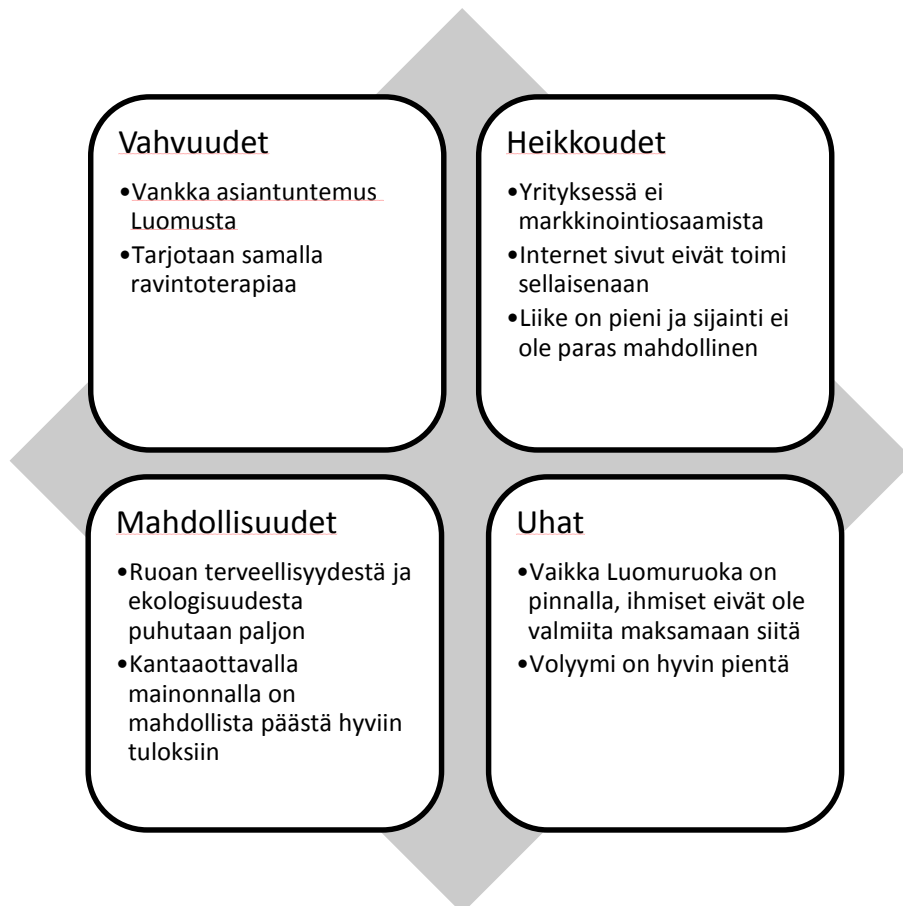 Vahvuudet
•Vankka asiantuntemus
Luomusta
•Tarjotaan samalla
ravintoterapiaa
Heikkoudet
•Yrityksessä ei
markkinointiosaamista
•Internet sivut eivät toimi
sellaisenaan
•Liike on pieni ja sijainti ei
ole paras mahdollinen
Mahdollisuudet
•Ruoan terveellisyydestä ja
ekologisuudesta
puhutaan paljon
•Kantaaottavalla
mainonnalla on
mahdollista päästä hyviin
tuloksiin
Uhat
•Vaikka Luomuruoka on
pinnalla, ihmiset eivät ole
valmiita maksamaan siitä
•Volyymi on hyvin pientä